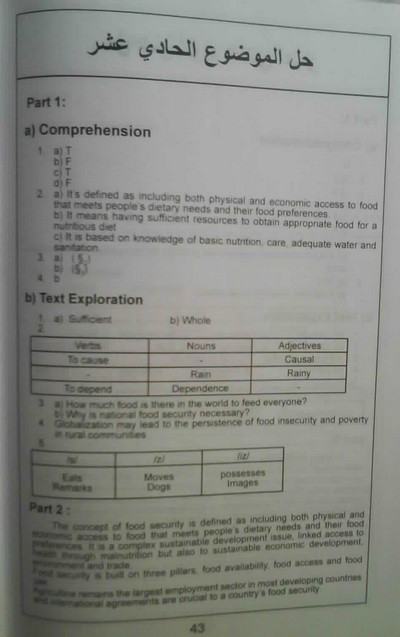 حل الموضوع الحادي عشر
Part 1:
a) Comprehension
1. a) T
b) F
c) T
d) F
2. a) It's defined as including both physical and economic access to food
that meets people's dietary needs and their food preferences.
b) It means having sufficient resources to obtain appropriate food for a
nutritious diet
c) It is based on knowledge of basic nutrition, care, adequate water and
sanitation.
3. a) (§
b) (§
4. b
b) Text Exploration
1. a) Sufficient b) Whole
2.
Verbs Nouns Adjectives
To cause - Causal
- Rain Rainy
To depend Dependence -
3. a) How much food is there in the world to feed everyone?
b) Why is national food security necessary?
4. Globalization may lead to the persistence of food insecurity and poverty
in rural communities
5.
/s/ /z/ /iz/
Eats Moves possesses
Remarks Dogs Images
Part 2 :
The concept of food security is defined as including both physical and
economic access to food that meets people's dietary needs and their food
preferences. It is a complex sustainable development issue, linked access to
health through malnutrition but also to sustainable economic development,
environment and trade.
Food security is built on three pillars, food availability, food access and food
use.
Agriculture remains the largest employment sector in most developing countries
and international agreements are crucial to a country's food security
43